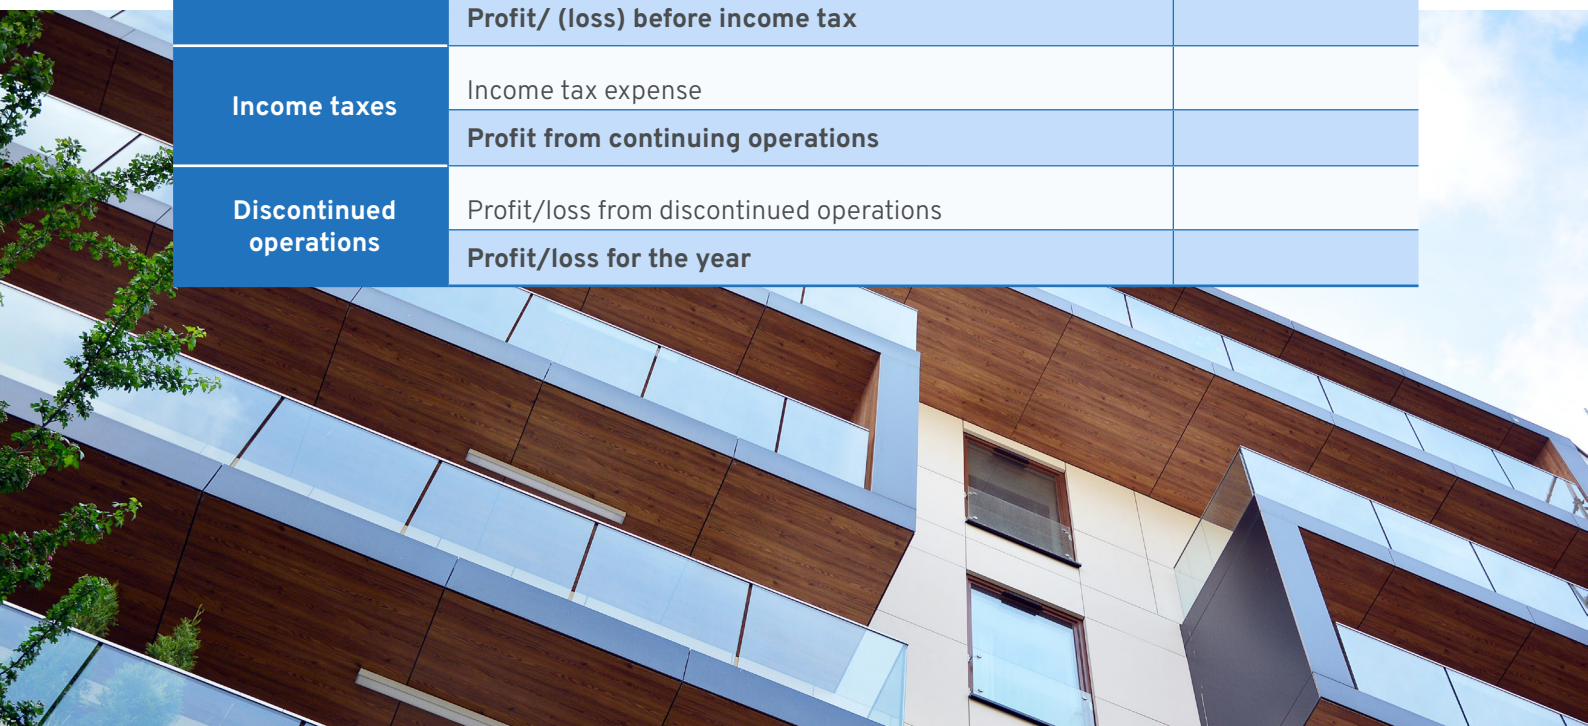 Profit/ (loss) before income tax
Income taxes
Income tax expense
Profit from continuing operations
Discontinued
operations
Profit/loss from discontinued operations
Profit/loss for the year